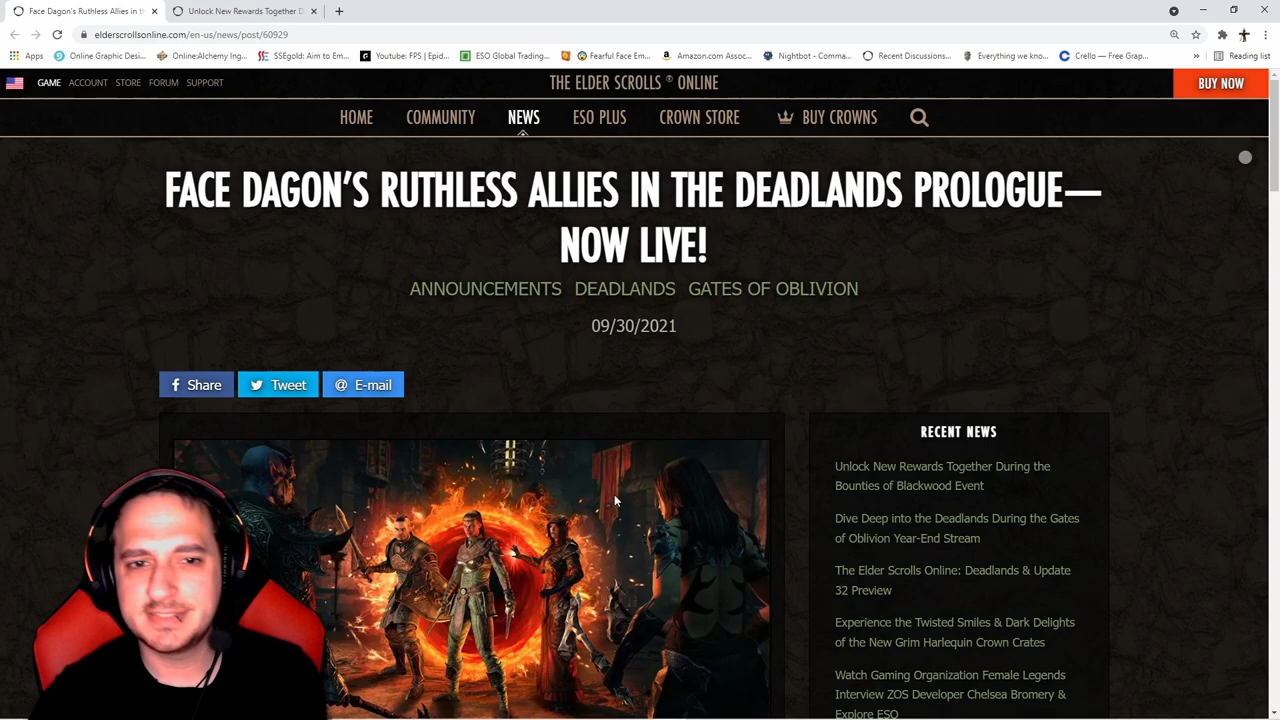 Face Dagon's Ruthless Allies in th
Unlock New Rewards Together D
elderscrollsonline.com/en-us/news/post/60929
Apps
Online Graphic Desi...
Online:Alchemy Ing...
SSEgold: Aim to Em...
Youtube: FPS | Epid...
ESO Global Trading...
Fearful Face Em...
Amazon.com Assoc...
Nightbot - Comma...
Recent Discussions...
Everything we kno...
Crello — Free Grap...
»
Reading list
GAME ACCOUNT STORE FORUM SUPPORT
THE ELDER SCROLLS ® ONLINE
BUY NOW
HOME COMMUNITY NEWS ESO PLUS CROWN STORE BUY CROWNS
FACE DAGON'S RUTHLESS ALLIES IN THE DEADLANDS PROLOGUE—
NOW LIVE!
ANNOUNCEMENTS DEADLANDS GATES OF OBLIVION
09/30/2021
Share
Tweet
@ E-mail
RECENT NEWS
Unlock New Rewards Together During the
Bounties of Blackwood Event
Dive Deep into the Deadlands During the Gates
of Oblivion Year-End Stream
The Elder Scrolls Online: Deadlands & Update
32 Preview
Experience the Twisted Smiles & Dark Delights
of the New Grim Harlequin Crown Crates
Watch Gaming Organization Female Legends
Interview ZOS Developer Chelsea Bromery &
Explore ESO